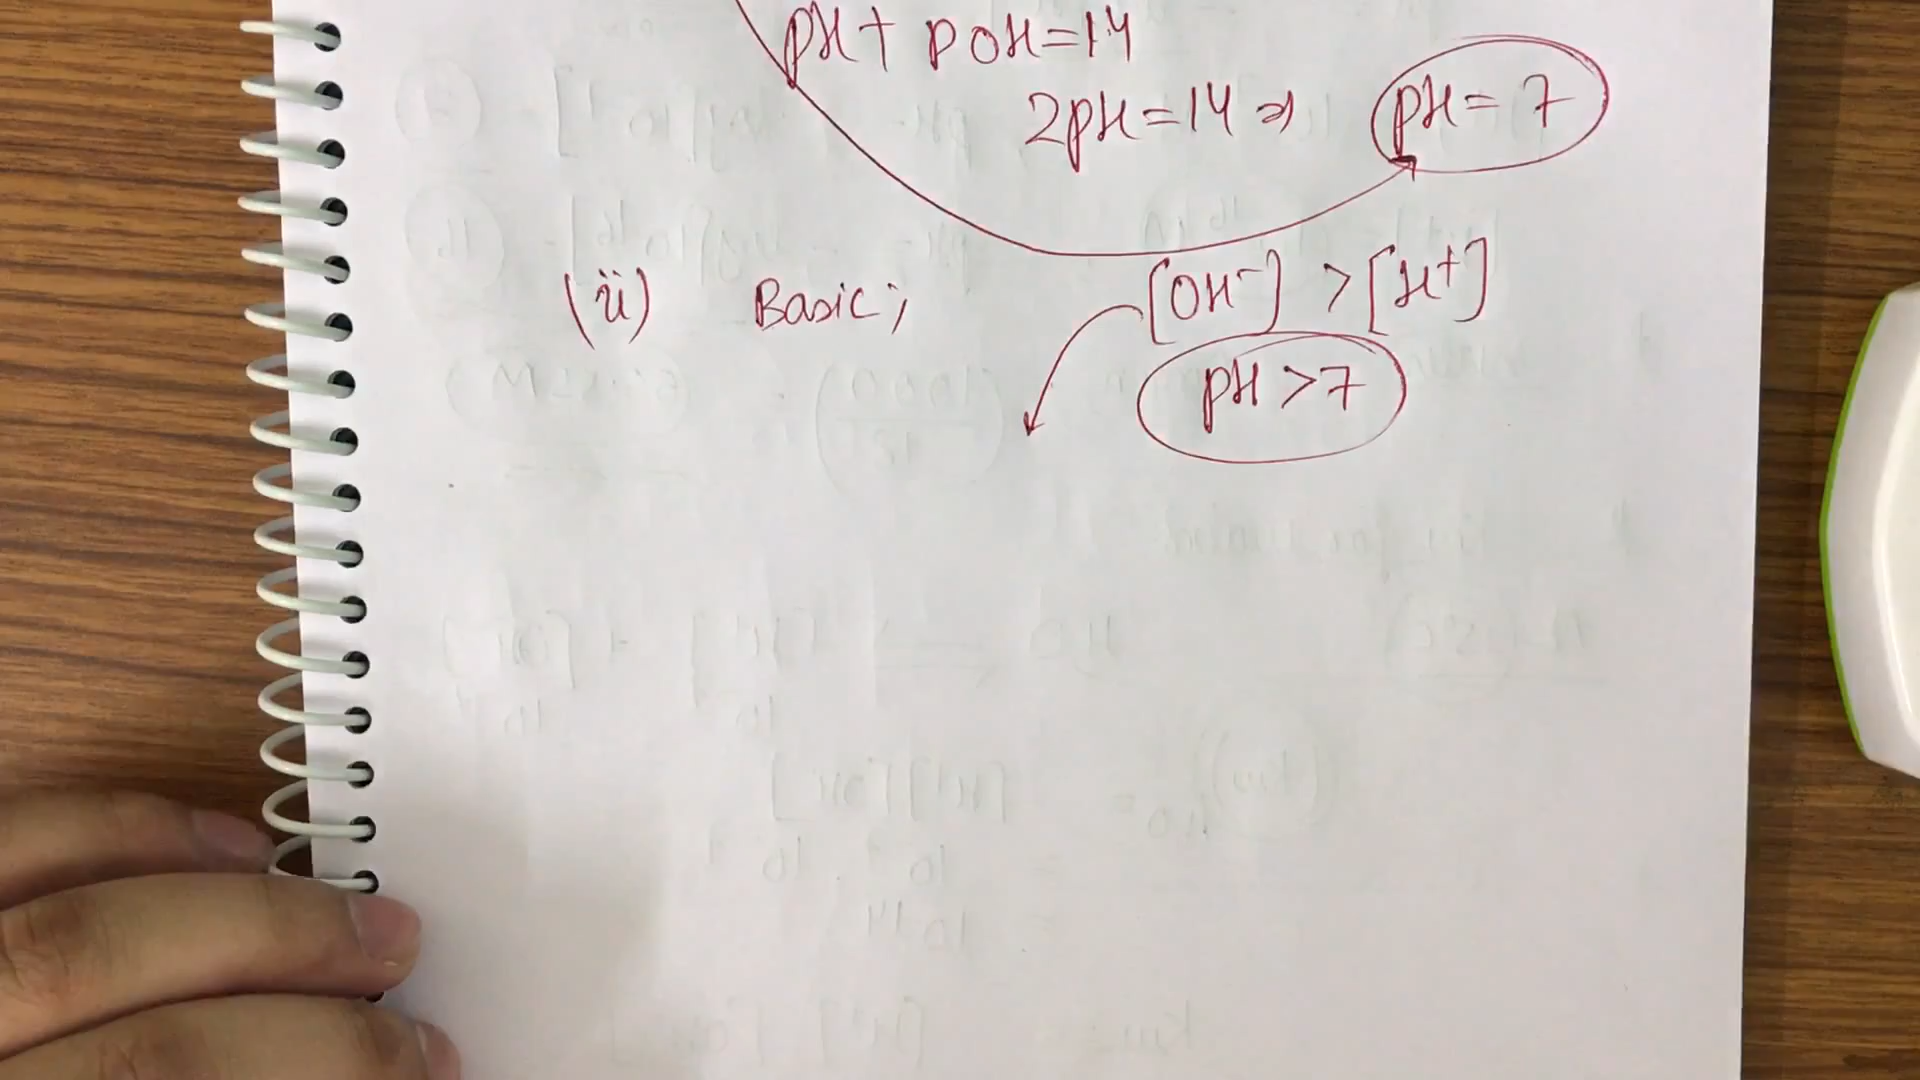 pH + pOH = 14
2pH = 14 ⇒ pH = 7
(ii) Basic; [OH⁻] > [H⁺]
pH > 7